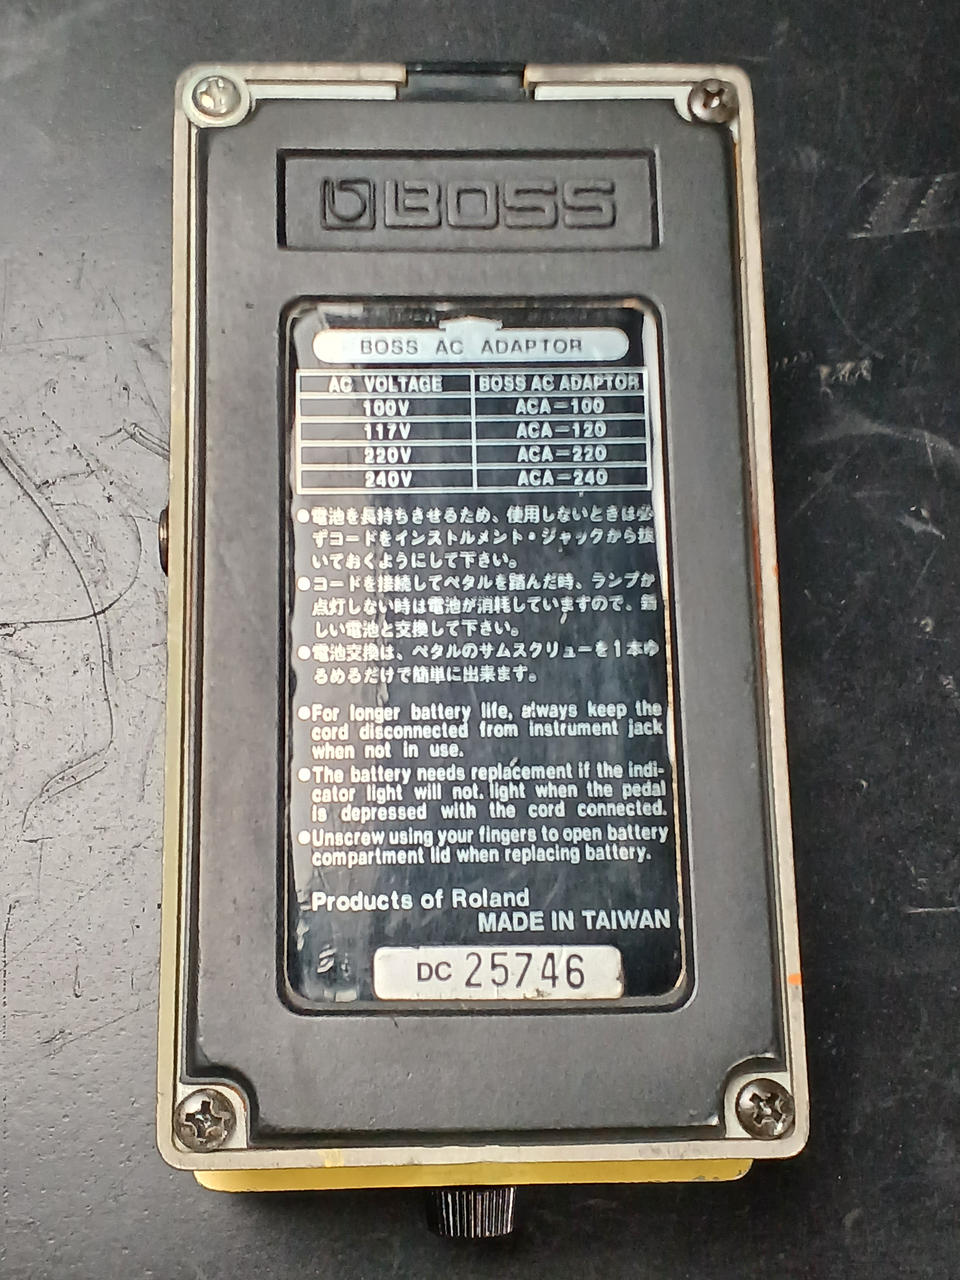 BOSS
BOSS AC ADAPTOR
AC VOLTAGE BOSS AC ADAPTOR
100V ACA-100
117V ACA-120
220V ACA-220
240V ACA-240
●電池を長持ちきせるため、使用しないときは必
ずコードをインストルメント・ジャックから抜
いておくようにして下さい。
●コードを接続してペタルを踏んだ時、ランプが
点灯しない時は電池が消耗していますので、新
しい電池と交換して下さい。
●電池交換は、ペタルのサムスクリューを1本ゆ
るめるだけで簡単に出来ます。
●For longer battery life, always keep the
cord disconnected from instrument jack
when not in use.
●The battery needs replacement if the indi-
cator light will not light when the pedal
is depressed with the cord connected.
●Unscrew using your fingers to open battery
compartment lid when replacing battery.
Products of Roland
MADE IN TAIWAN
DC 25746